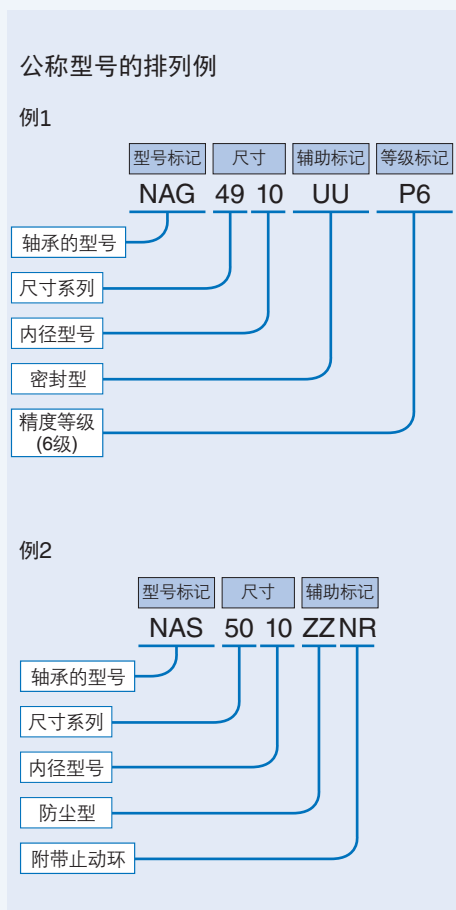 公称型号的排列例
例1
型号标记 尺寸 辅助标记 等级标记
NAG 49 10 UU P6
轴承的型号
尺寸系列
内径型号
密封型
精度等级
(6级)
例2
型号标记 尺寸 辅助标记
NAS 50 10 ZZ NR
轴承的型号
尺寸系列
内径型号
防尘型
附带止动环